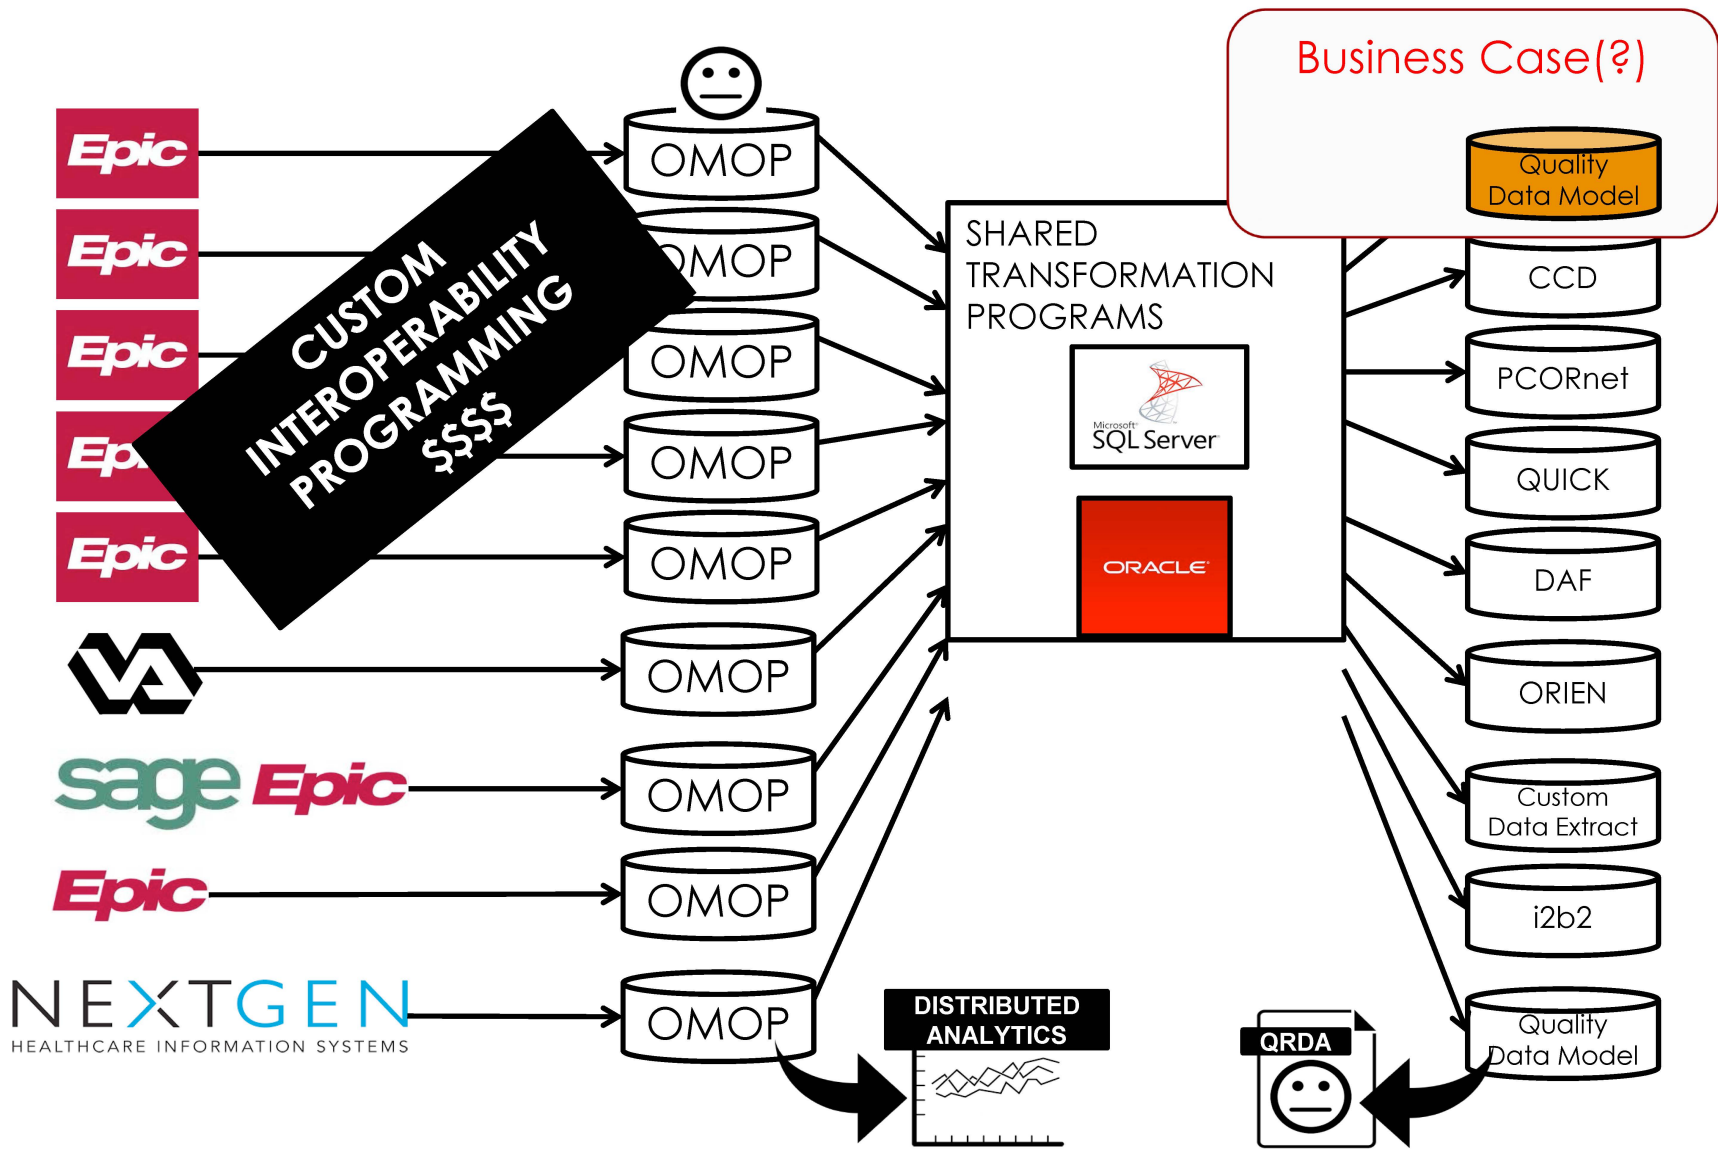 Business Case(?)
Epic
OMOP
Quality
Data Model
Epic
OMOP
SHARED
TRANSFORMATION
PROGRAMS
CCD
CUSTOM
INTEROPERABILITY
PROGRAMMING
$$$$
Epic
OMOP
PCORnet
Microsoft®
SQL Server®
Epic
OMOP
QUICK
Epic
OMOP
ORACLE®
DAF
VA
OMOP
ORIEN
sage Epic
OMOP
Custom
Data Extract
Epic
OMOP
i2b2
NEXTGEN
HEALTHCARE INFORMATION SYSTEMS
OMOP
DISTRIBUTED
ANALYTICS
QRDA
Quality
Data Model